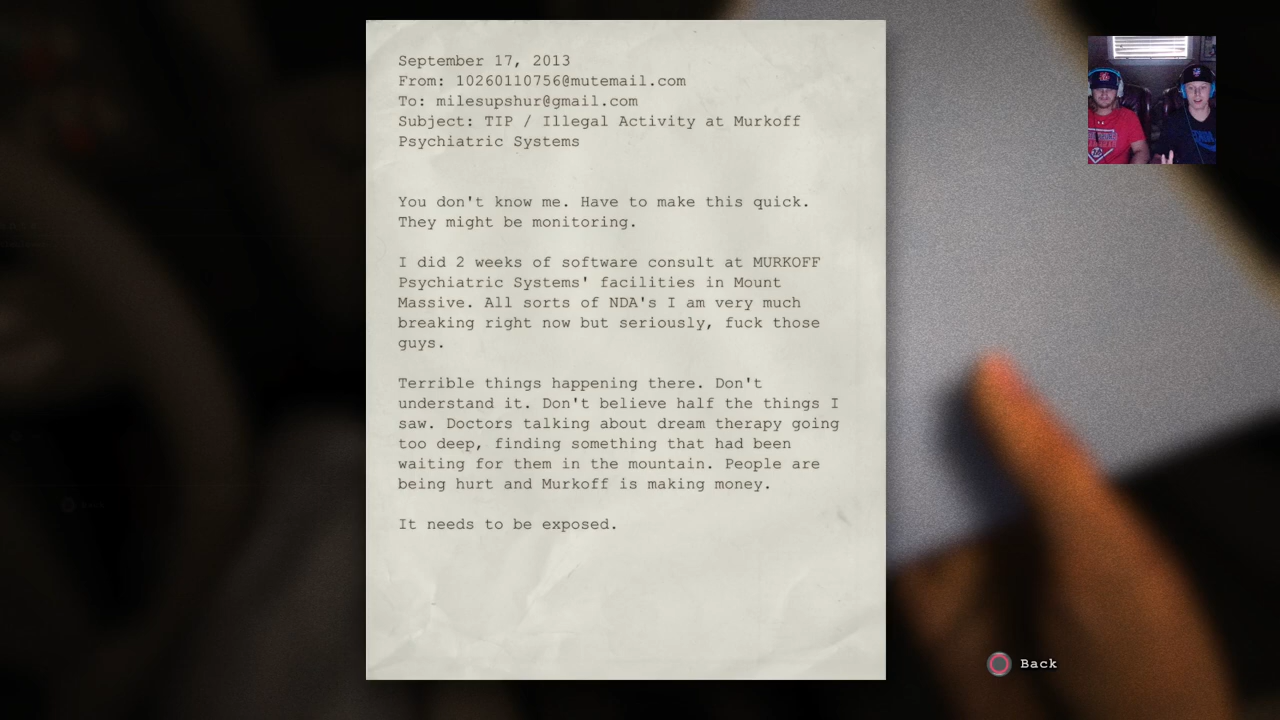 September 17, 2013
From: 10260110756@mutemail.com
To: milesupshur@gmail.com
Subject: TIP / Illegal Activity at Murkoff
Psychiatric Systems
You don't know me. Have to make this quick.
They might be monitoring.
I did 2 weeks of software consult at MURKOFF
Psychiatric Systems' facilities in Mount
Massive. All sorts of NDA's I am very much
breaking right now but seriously, fuck those
guys.
Terrible things happening there. Don't
understand it. Don't believe half the things I
saw. Doctors talking about dream therapy going
too deep, finding something that had been
waiting for them in the mountain. People are
being hurt and Murkoff is making money.
It needs to be exposed.
Back